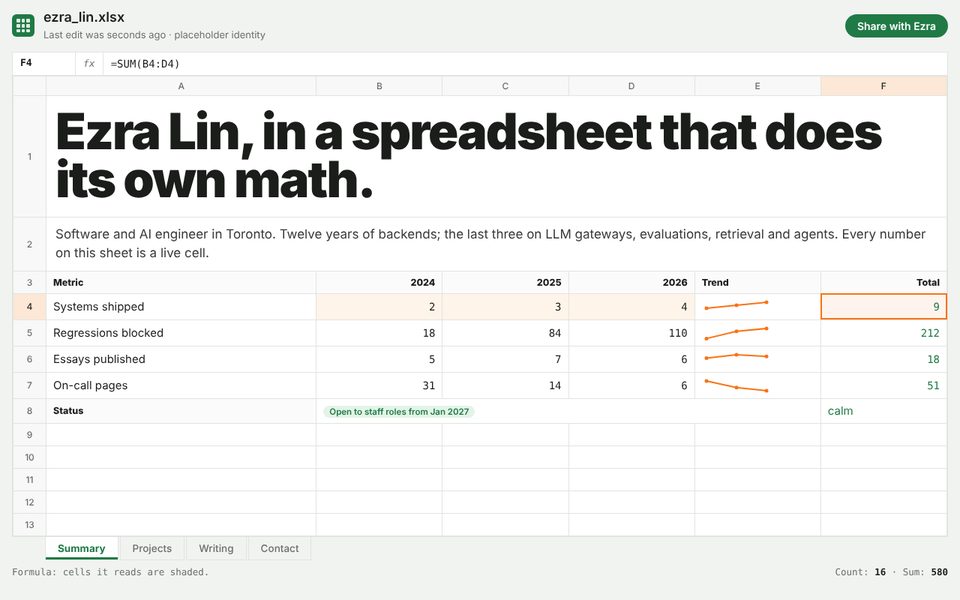 ezra_lin.xlsx
Last edit was seconds ago · placeholder identity
Share with Ezra
F4 fx =SUM(B4:D4)
A B C D E F
1 Ezra Lin, in a spreadsheet that does
its own math.
2 Software and AI engineer in Toronto. Twelve years of backends; the last three on LLM gateways, evaluations, retrieval and agents. Every number
on this sheet is a live cell.
3 Metric 2024 2025 2026 Trend Total
4 Systems shipped 2 3 4 9
5 Regressions blocked 18 84 110 212
6 Essays published 5 7 6 18
7 On-call pages 31 14 6 51
8 Status Open to staff roles from Jan 2027 calm
9
10
11
12
13
Summary Projects Writing Contact
Formula: cells it reads are shaded. Count: 16 · Sum: 580